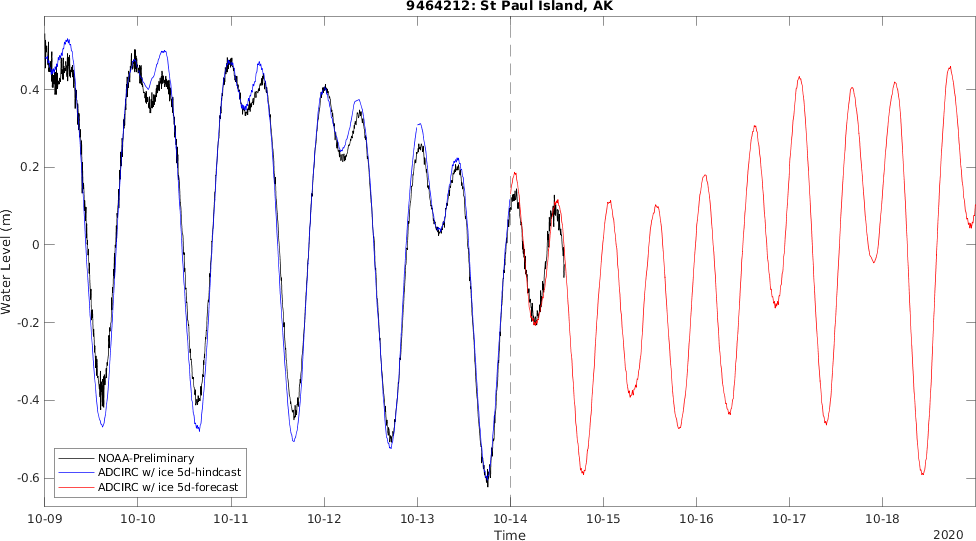 9464212: St Paul Island, AK
Water Level (m)
0.4
0.2
0
-0.2
-0.4
-0.6
NOAA-Preliminary
ADCIRC w/ ice 5d-hindcast
ADCIRC w/ ice 5d-forecast
10-09 10-10 10-11 10-12 10-13 10-14 10-15 10-16 10-17 10-18
Time
2020